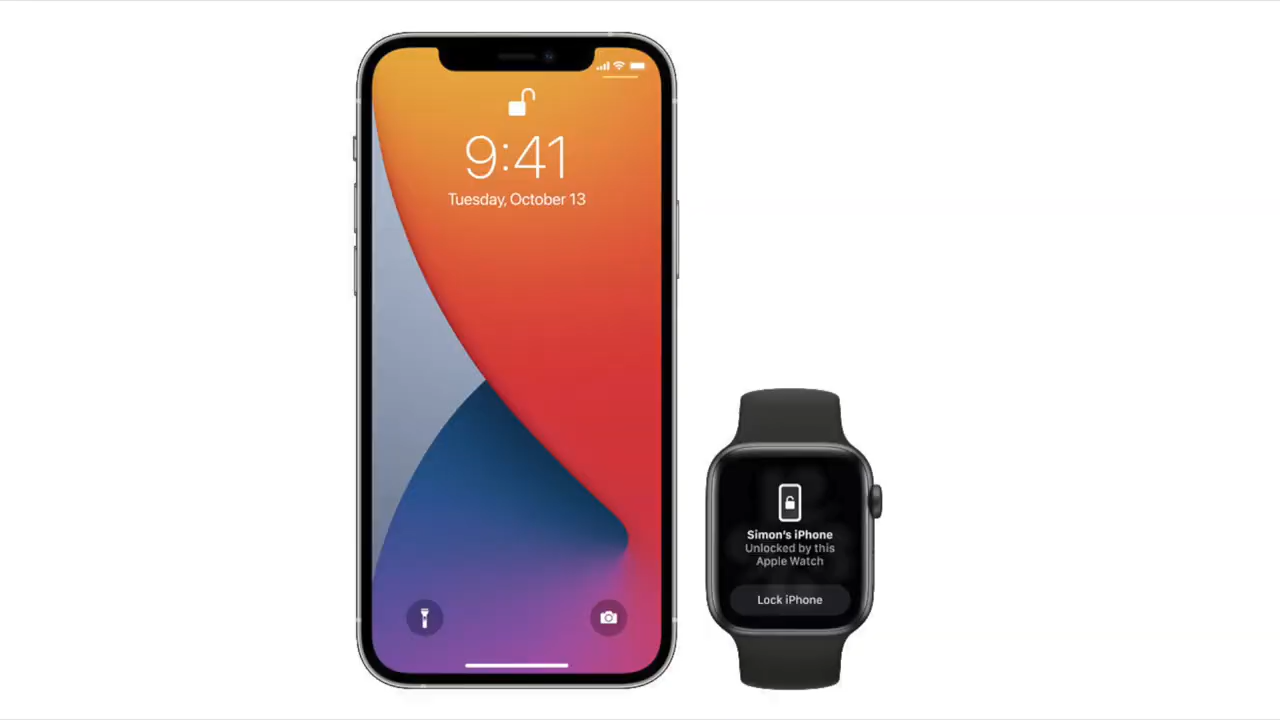 9:41
Tuesday, October 13
Simon's iPhone
Unlocked by this
Apple Watch
Lock iPhone